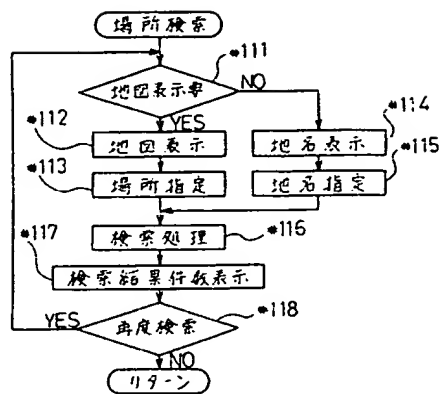 場所検索
*111
地図表示要
NO
YES
*112
地図表示
*114
地名表示
*113
場所指定
*115
地名指定
*116
検索処理
*117
検索結果件数表示
*118
再度検索
YES
NO
リターン